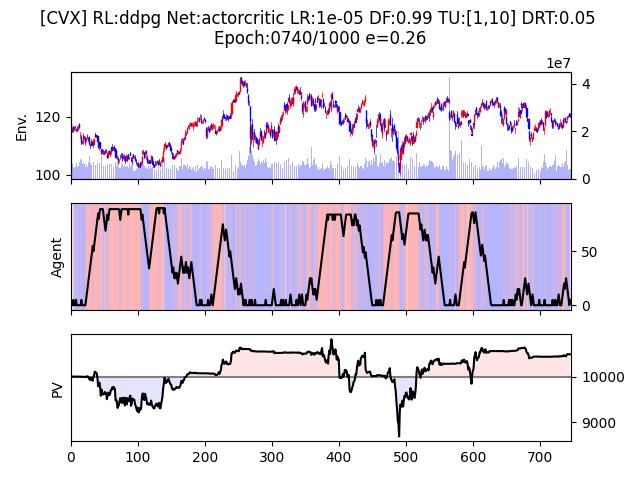 [CVX] RL:ddpg Net:actorcritic LR:1e-05 DF:0.99 TU:[1,10] DRT:0.05
Epoch:0740/1000 e=0.26
1e7
Env.
120
100
4
2
0
Agent
50
0
PV
10000
9000
0 100 200 300 400 500 600 700